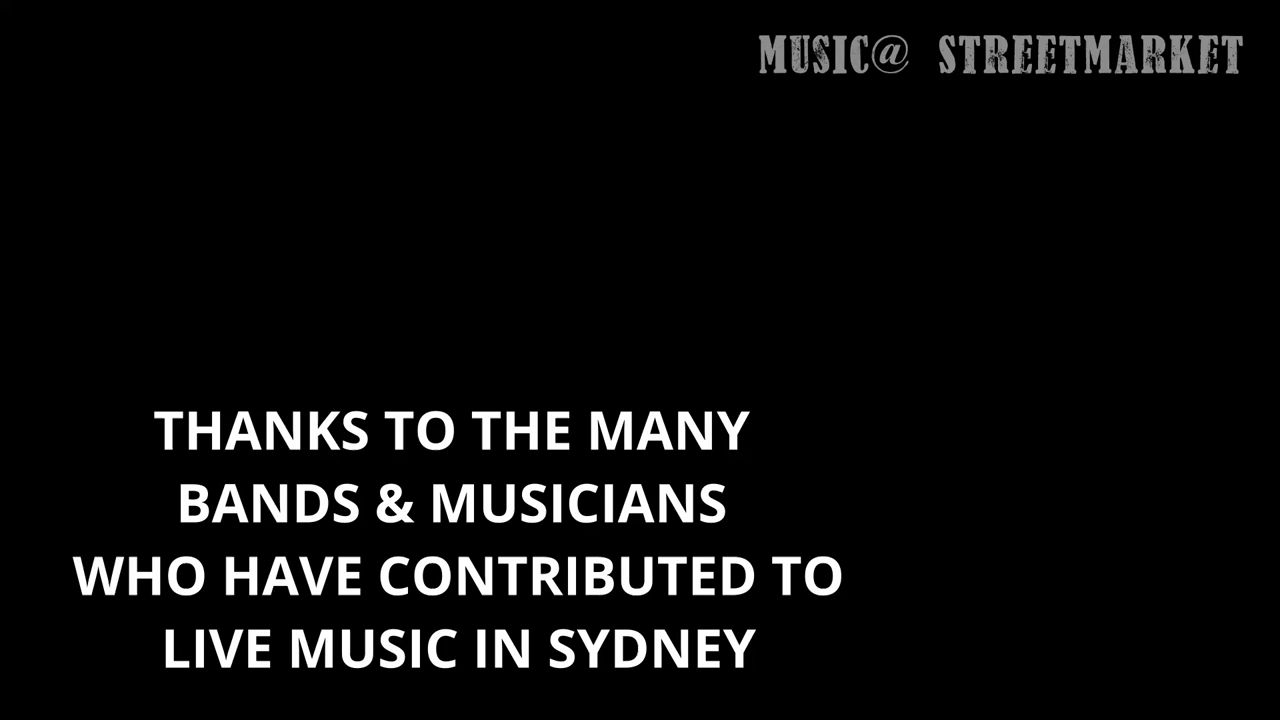 MUSIC@ STREETMARKET
THANKS TO THE MANY
BANDS & MUSICIANS
WHO HAVE CONTRIBUTED TO
LIVE MUSIC IN SYDNEY